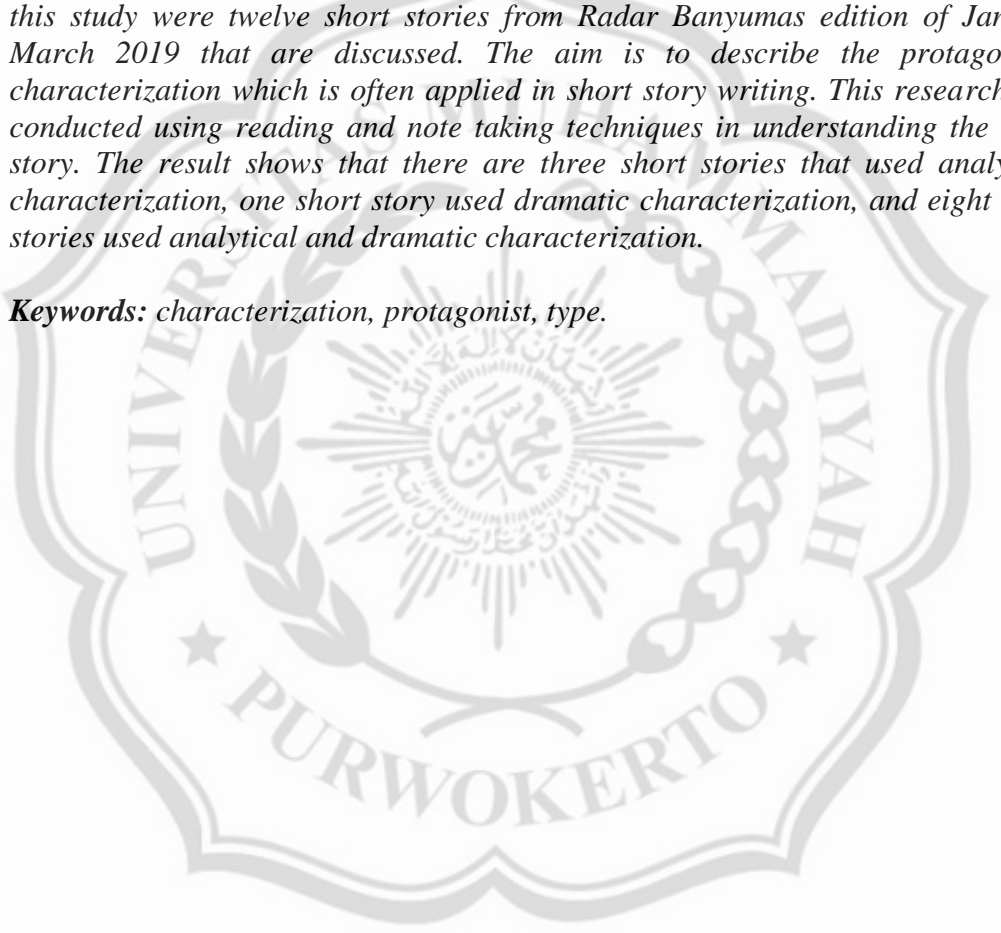 this study were twelve short stories from Radar Banyumas edition of Jan
March 2019 that are discussed. The aim is to describe the protago
characterization which is often applied in short story writing. This research
conducted using reading and note taking techniques in understanding the
story. The result shows that there are three short stories that used analy
characterization, one short story used dramatic characterization, and eight
stories used analytical and dramatic characterization.
Keywords: characterization, protagonist, type.
UNIVERSITAS MUHAMMADIYAH
PURWOKERTO